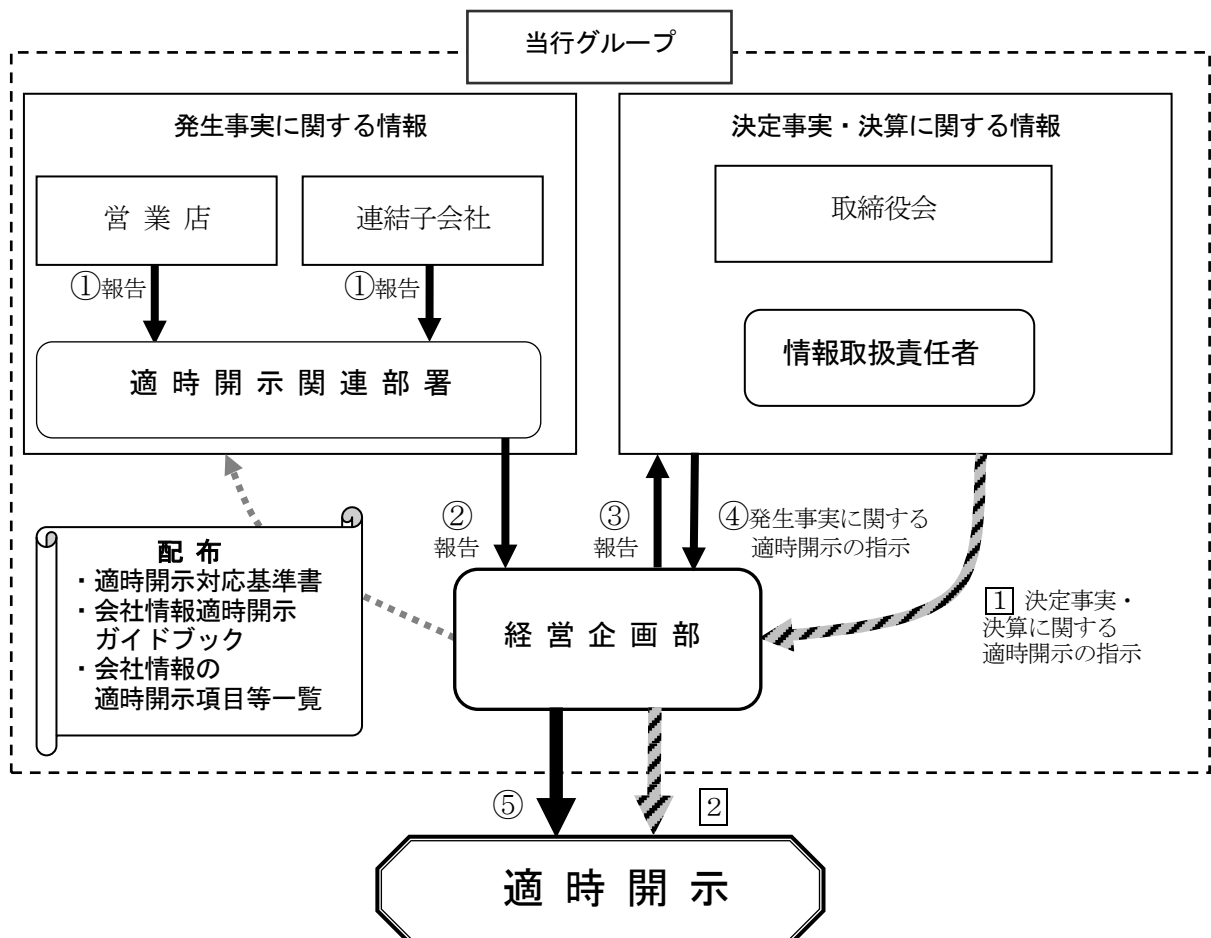 当行グループ
発生事実に関する情報
営業店
連結子会社
①報告
①報告
適時開示関連部署
決定事実・決算に関する情報
取締役会
情報取扱責任者
配布
・適時開示対応基準書
・会社情報適時開示
ガイドブック
・会社情報の
適時開示項目等一覧
②
報告
③
報告
④発生事実に関する
適時開示の指示
1 決定事実・
決算に関する
適時開示の指示
経営企画部
⑤
2
適時開示